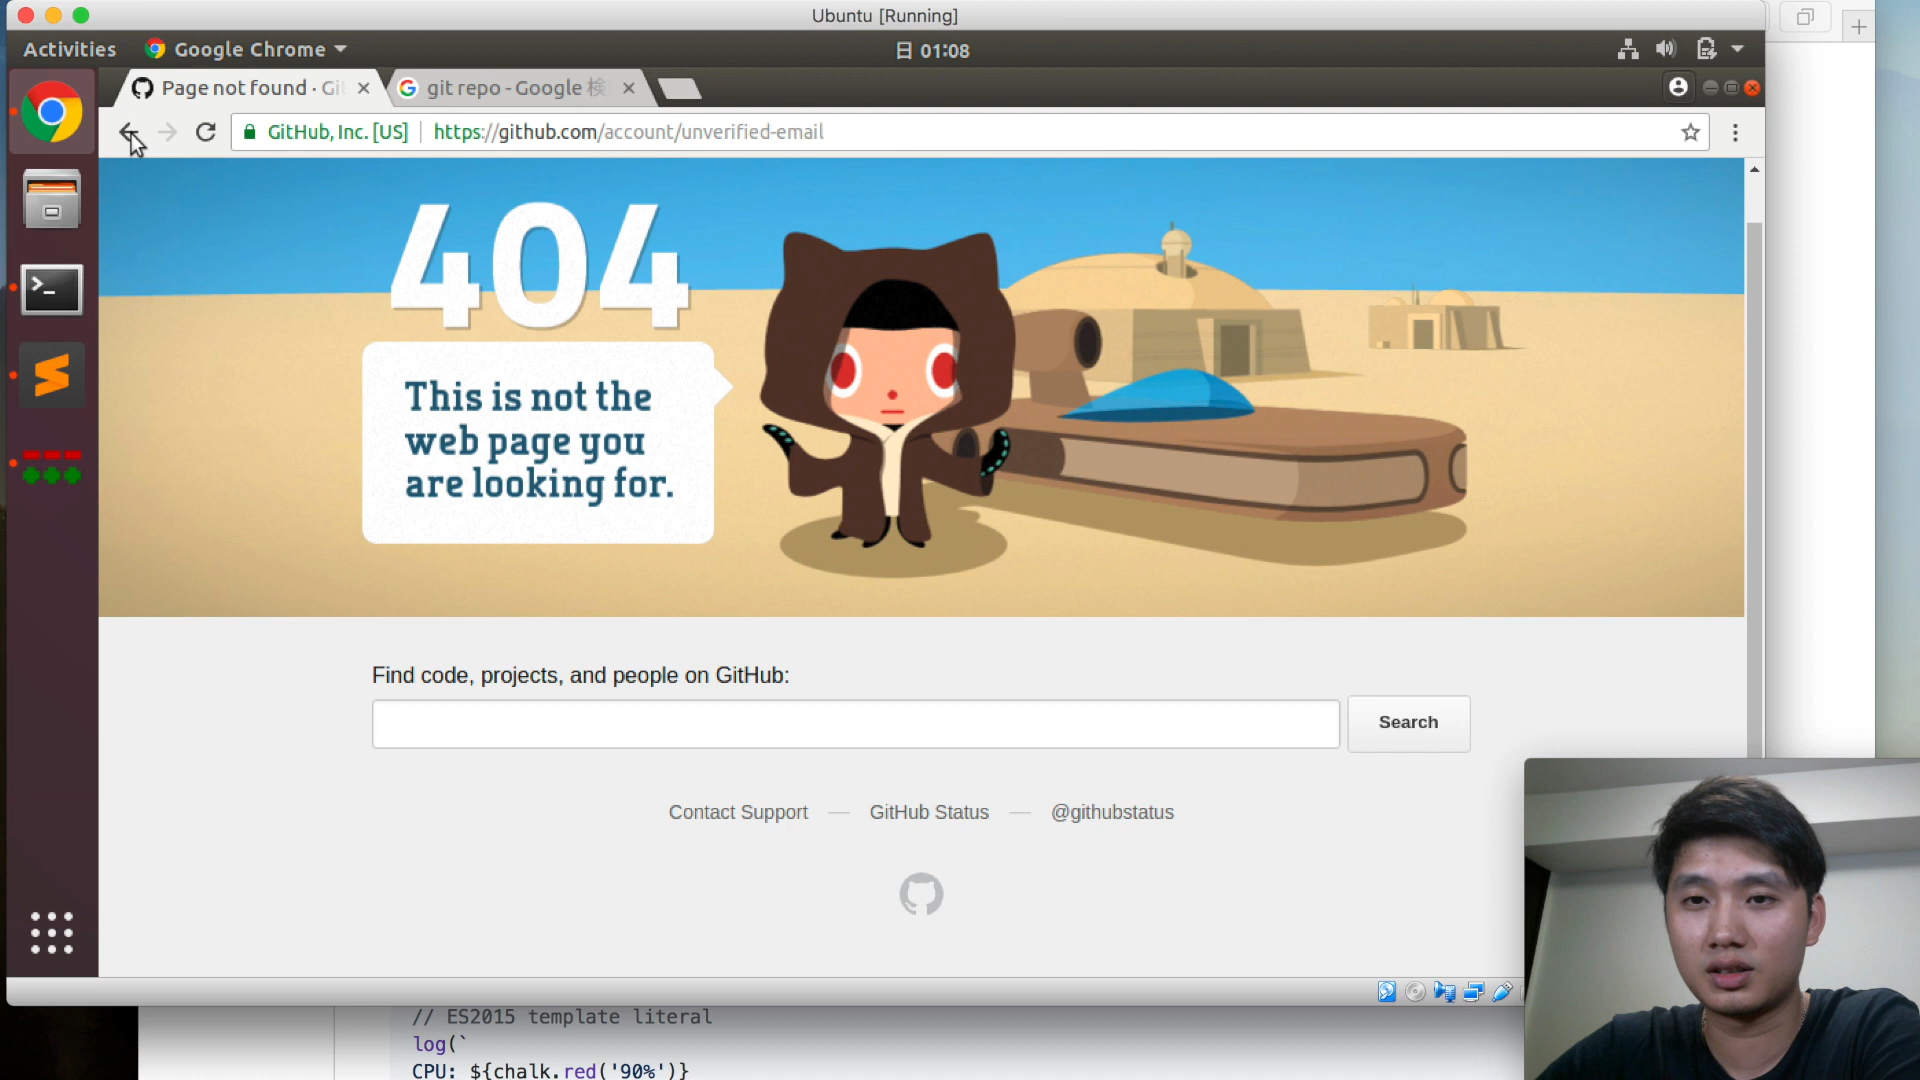 Ubuntu [Running]
Activities
Google Chrome
日 01:08
Page not found · Gi
git repo - Google 検
GitHub, Inc. [US]
https://github.com/account/unverified-email
404
This is not the
web page you
are looking for.
Find code, projects, and people on GitHub:
Search
Contact Support — GitHub Status — @githubstatus
// ES2015 template literal
log(`
CPU: ${chalk.red('90%')}